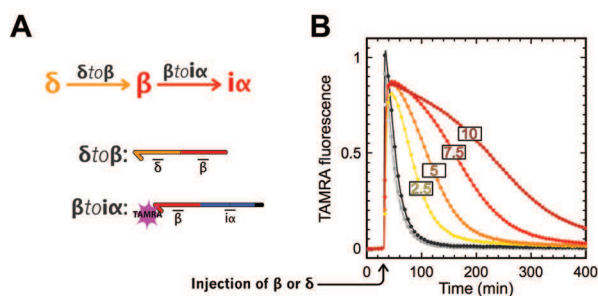 A
δtoβ βtoiα
δ β iα
δtoβ:
δ̅ β̅
βtoiα:
TAMRA β̅ i̅α̅
B
TAMRA fluorescence
1
0.5
0
10
7.5
5
2.5
0 100 200 300 400
Time (min)
Injection of β or δ